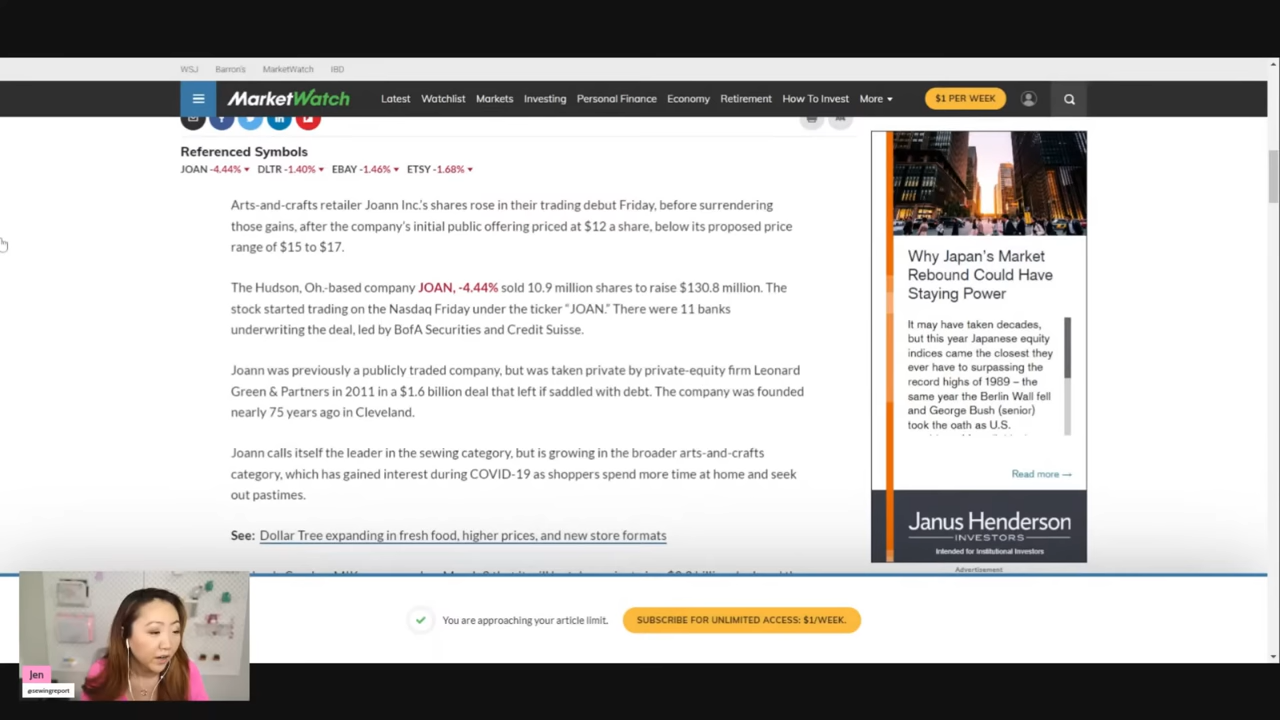 WSJ Barron's MarketWatch IBD
MarketWatch Latest Watchlist Markets Investing Personal Finance Economy Retirement How To Invest More $1 PER WEEK
Referenced Symbols
JOAN -4.44% DLTR -1.40% EBAY -1.46% ETSY -1.68%
Arts-and-crafts retailer Joann Inc.'s shares rose in their trading debut Friday, before surrendering
those gains, after the company's initial public offering priced at $12 a share, below its proposed price
range of $15 to $17.
The Hudson, Oh.-based company JOAN, -4.44% sold 10.9 million shares to raise $130.8 million. The
stock started trading on the Nasdaq Friday under the ticker “JOAN.” There were 11 banks
underwriting the deal, led by BofA Securities and Credit Suisse.
Joann was previously a publicly traded company, but was taken private by private-equity firm Leonard
Green & Partners in 2011 in a $1.6 billion deal that left if saddled with debt. The company was founded
nearly 75 years ago in Cleveland.
Joann calls itself the leader in the sewing category, but is growing in the broader arts-and-crafts
category, which has gained interest during COVID-19 as shoppers spend more time at home and seek
out pastimes.
See: Dollar Tree expanding in fresh food, higher prices, and new store formats
Why Japan's Market
Rebound Could Have
Staying Power
It may have taken decades,
but this year Japanese equity
indices came the closest they
ever have to surpassing the
record highs of 1989 – the
same year the Berlin Wall fell
and George Bush (senior)
took the oath as U.S.
Read more →
Janus Henderson
INVESTORS
Intended for Institutional Investors
Advertisement
You are approaching your article limit. SUBSCRIBE FOR UNLIMITED ACCESS: $1/WEEK.
Jen
@sewingreport